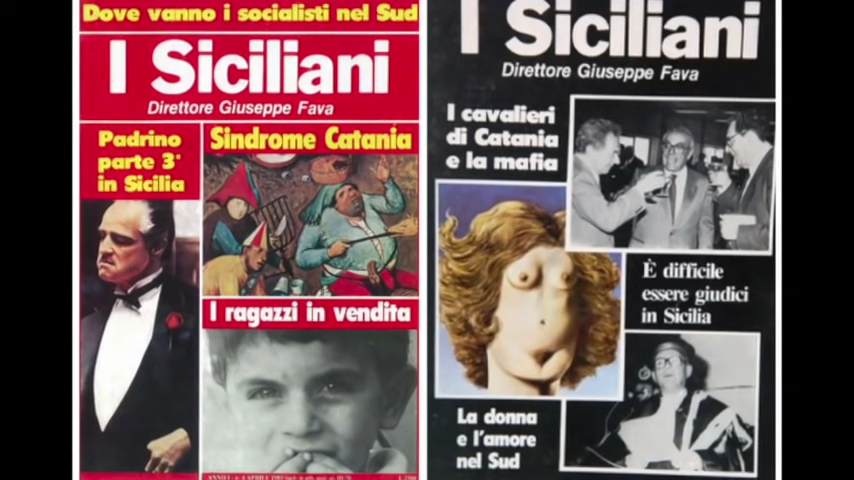 Dove vanno i socialisti nel Sud
I Siciliani
Direttore Giuseppe Fava
Padrino
parte 3ª
in Sicilia
Sindrome Catania
I ragazzi in vendita
I Siciliani
Direttore Giuseppe Fava
I cavalieri
di Catania
e la mafia
È difficile
essere giudici
in Sicilia
La donna
e l'amore
nel Sud